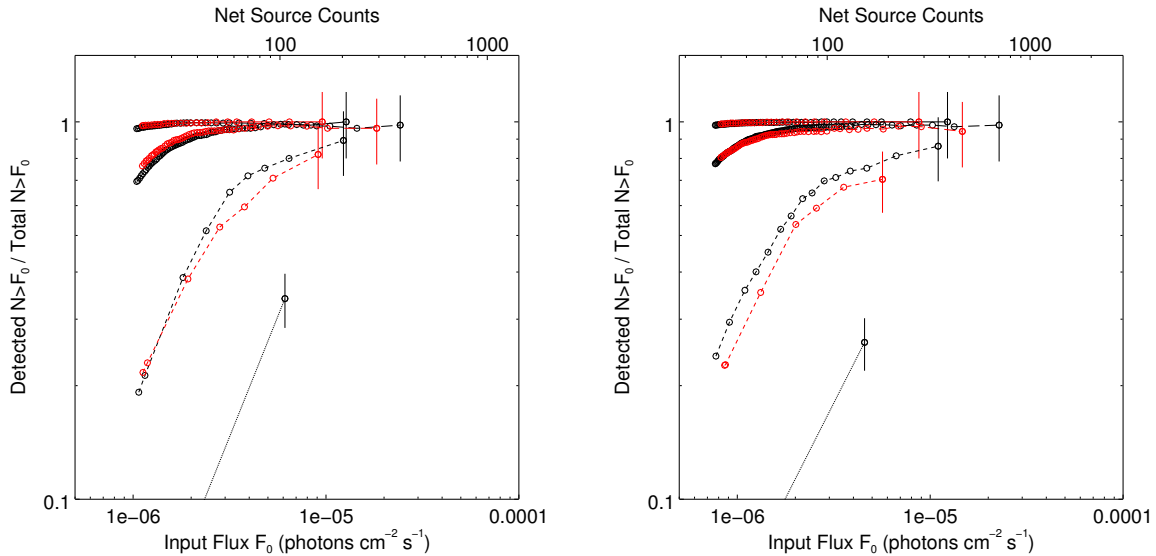 Net Source Counts
100 1000
1
0.1
Detected N>F₀ / Total N>F₀
1e-06 1e-05 0.0001
Input Flux F₀ (photons cm⁻² s⁻¹)
Net Source Counts
100 1000
1
0.1
Detected N>F₀ / Total N>F₀
1e-06 1e-05 0.0001
Input Flux F₀ (photons cm⁻² s⁻¹)